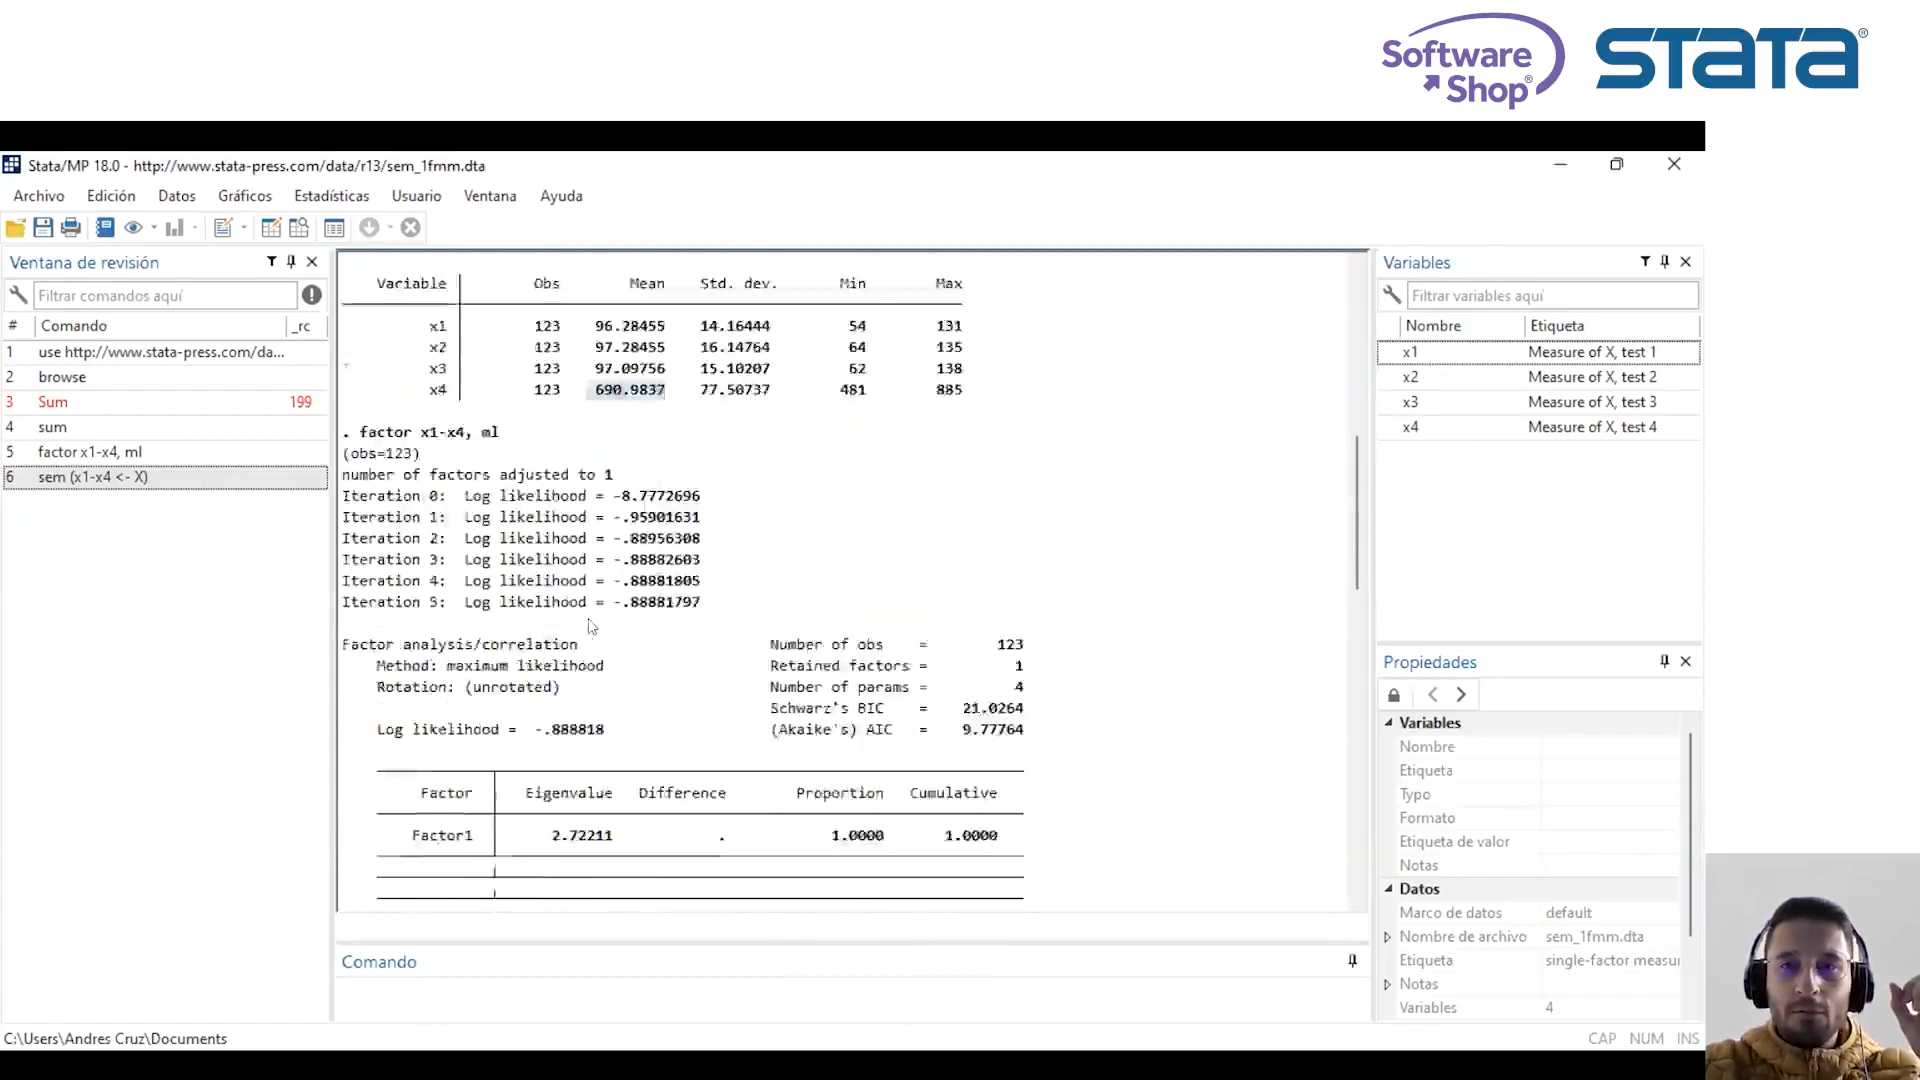 Software Shop®
STATA®
Stata/MP 18.0 - http://www.stata-press.com/data/r13/sem_1fmm.dta
Archivo Edición Datos Gráficos Estadísticas Usuario Ventana Ayuda
Ventana de revisión
Filtrar comandos aquí
# Comando _rc
1 use http://www.stata-press.com/da...
2 browse
3 Sum 199
4 sum
5 factor x1-x4, ml
6 sem (x1-x4 <- X)
Variable Obs Mean Std. dev. Min Max
x1 123 96.28455 14.16444 54 131
x2 123 97.28455 16.14764 64 135
x3 123 97.09756 15.10207 62 138
x4 123 690.9837 77.50737 481 885
. factor x1-x4, ml
(obs=123)
number of factors adjusted to 1
Iteration 0: Log likelihood = -8.7772696
Iteration 1: Log likelihood = -.95901631
Iteration 2: Log likelihood = -.88956308
Iteration 3: Log likelihood = -.88882603
Iteration 4: Log likelihood = -.88881805
Iteration 5: Log likelihood = -.88881797
Factor analysis/correlation Number of obs = 123
Method: maximum likelihood Retained factors = 1
Rotation: (unrotated) Number of params = 4
Schwarz's BIC = 21.0264
Log likelihood = -.888818 (Akaike's) AIC = 9.77764
Factor Eigenvalue Difference Proportion Cumulative
Factor1 2.72211 . 1.0000 1.0000
Comando
C:\Users\Andres Cruz\Documents
Variables
Filtrar variables aquí
Nombre Etiqueta
x1 Measure of X, test 1
x2 Measure of X, test 2
x3 Measure of X, test 3
x4 Measure of X, test 4
Propiedades
Variables
Nombre
Etiqueta
Typo
Formato
Etiqueta de valor
Notas
Datos
Marco de datos default
Nombre de archivo sem_1fmm.dta
Etiqueta single-factor measu
Notas
Variables 4
CAP NUM INS